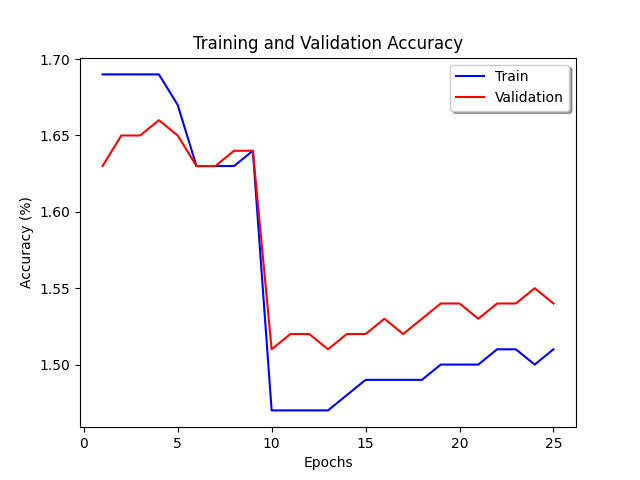 Training and Validation Accuracy
Train
Validation
1.70
1.65
1.60
1.55
1.50
Accuracy (%)
0 5 10 15 20 25
Epochs